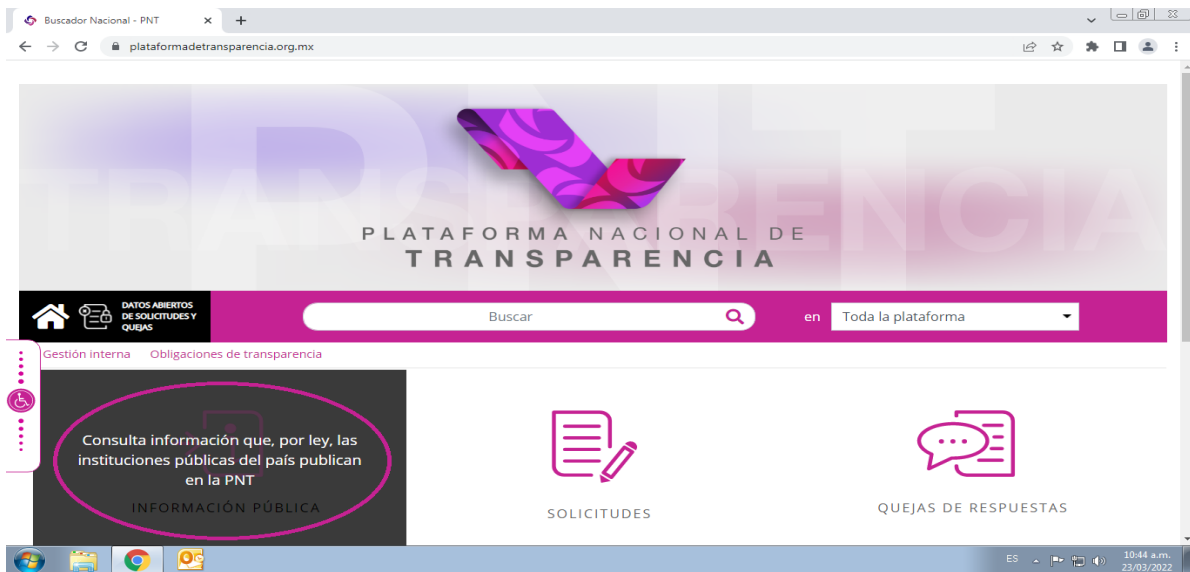 Buscador Nacional - PNT
plataformadetransparencia.org.mx
PNT
TRANSPARENCIA
PLATAFORMA NACIONAL DE
TRANSPARENCIA
DATOS ABIERTOS
DE SOLICITUDES Y
QUEJAS
Buscar
en
Toda la plataforma
Gestión interna
Obligaciones de transparencia
Consulta información que, por ley, las
instituciones públicas del país publican
en la PNT
INFORMACIÓN PÚBLICA
SOLICITUDES
QUEJAS DE RESPUESTAS
ES
10:44 a.m.
23/03/2022